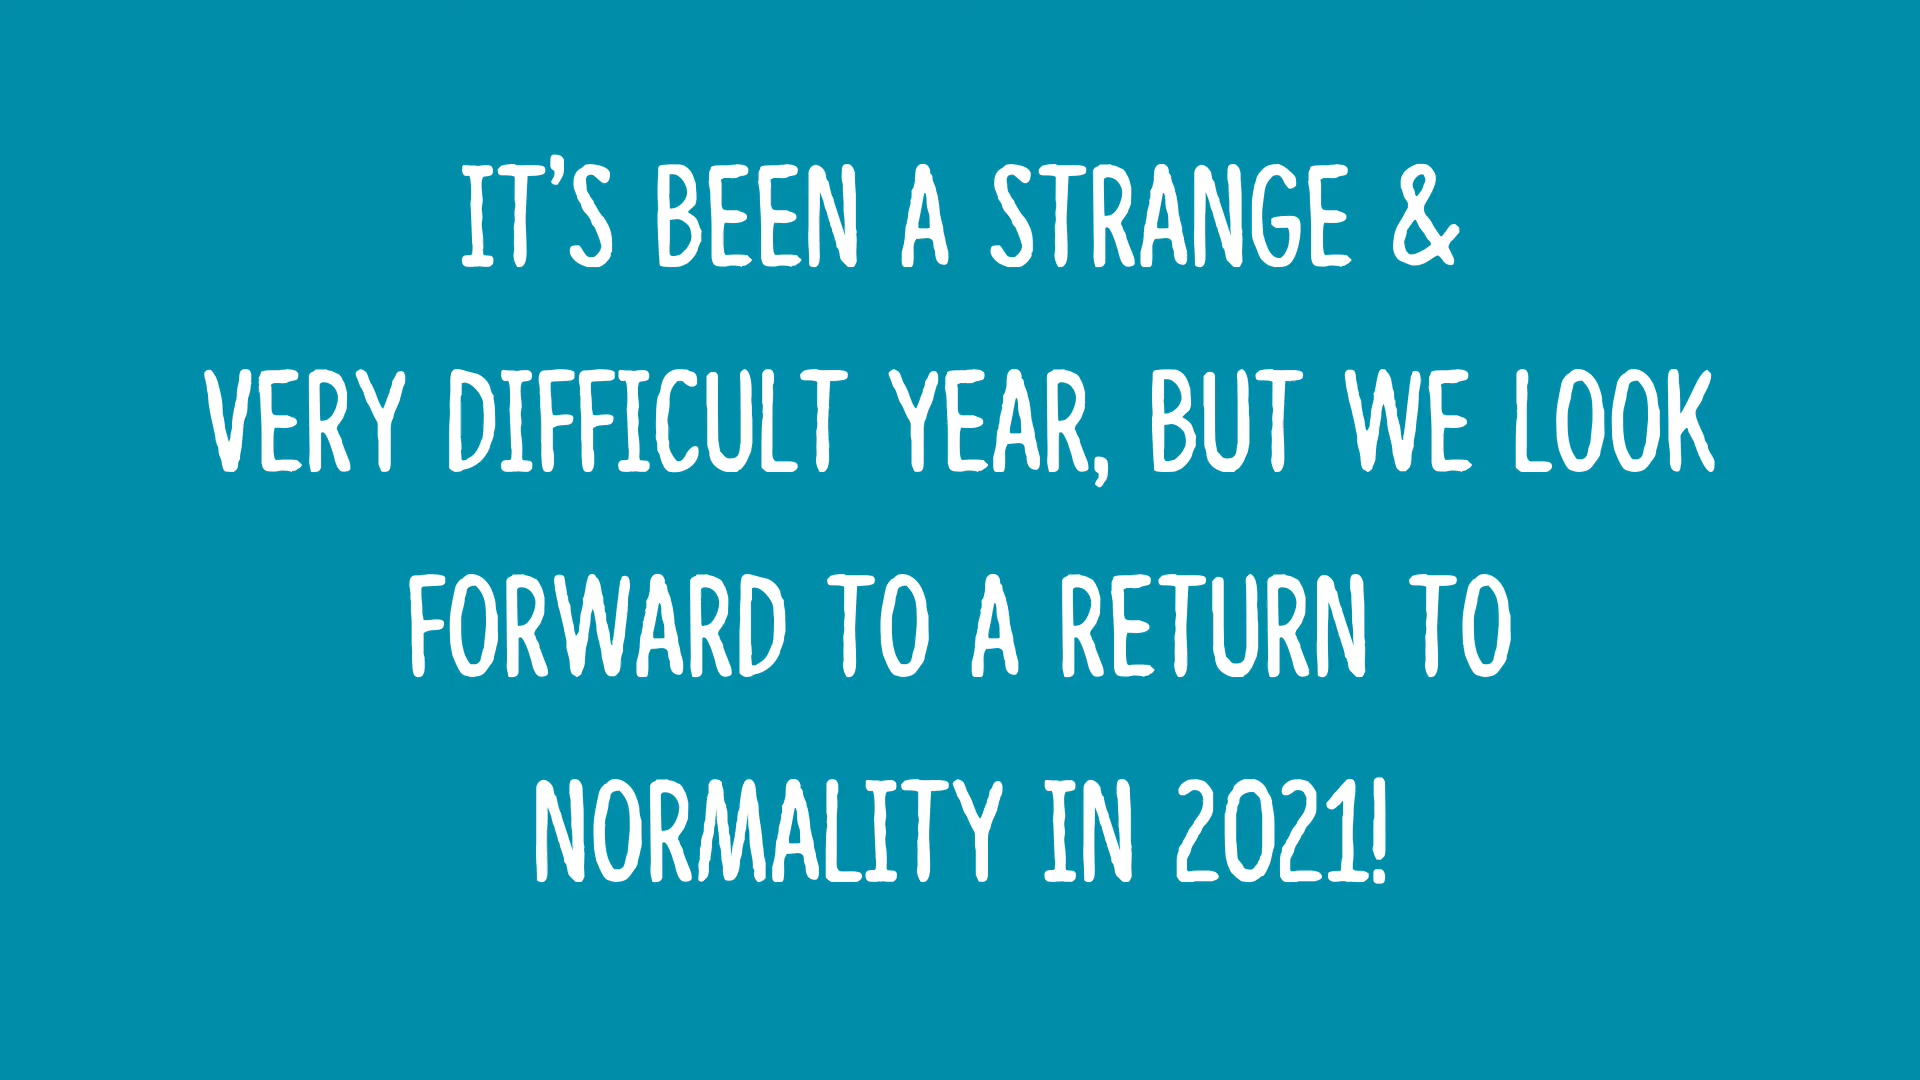 IT'S BEEN A STRANGE &
VERY DIFFICULT YEAR, BUT WE LOOK
FORWARD TO A RETURN TO
NORMALITY IN 2021!